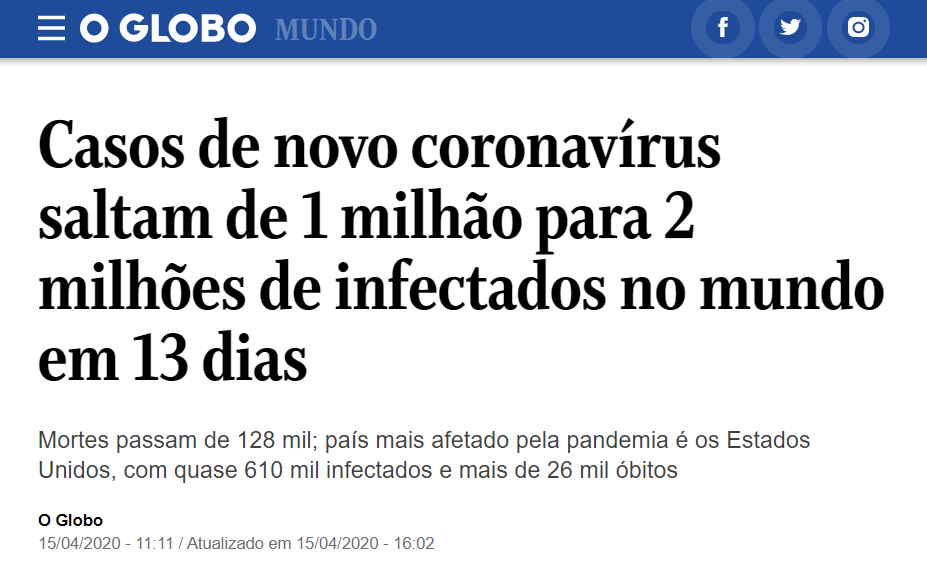 O GLOBO MUNDO
Casos de novo coronavírus
saltam de 1 milhão para 2
milhões de infectados no mundo
em 13 dias
Mortes passam de 128 mil; país mais afetado pela pandemia é os Estados
Unidos, com quase 610 mil infectados e mais de 26 mil óbitos
O Globo
15/04/2020 - 11:11 / Atualizado em 15/04/2020 - 16:02